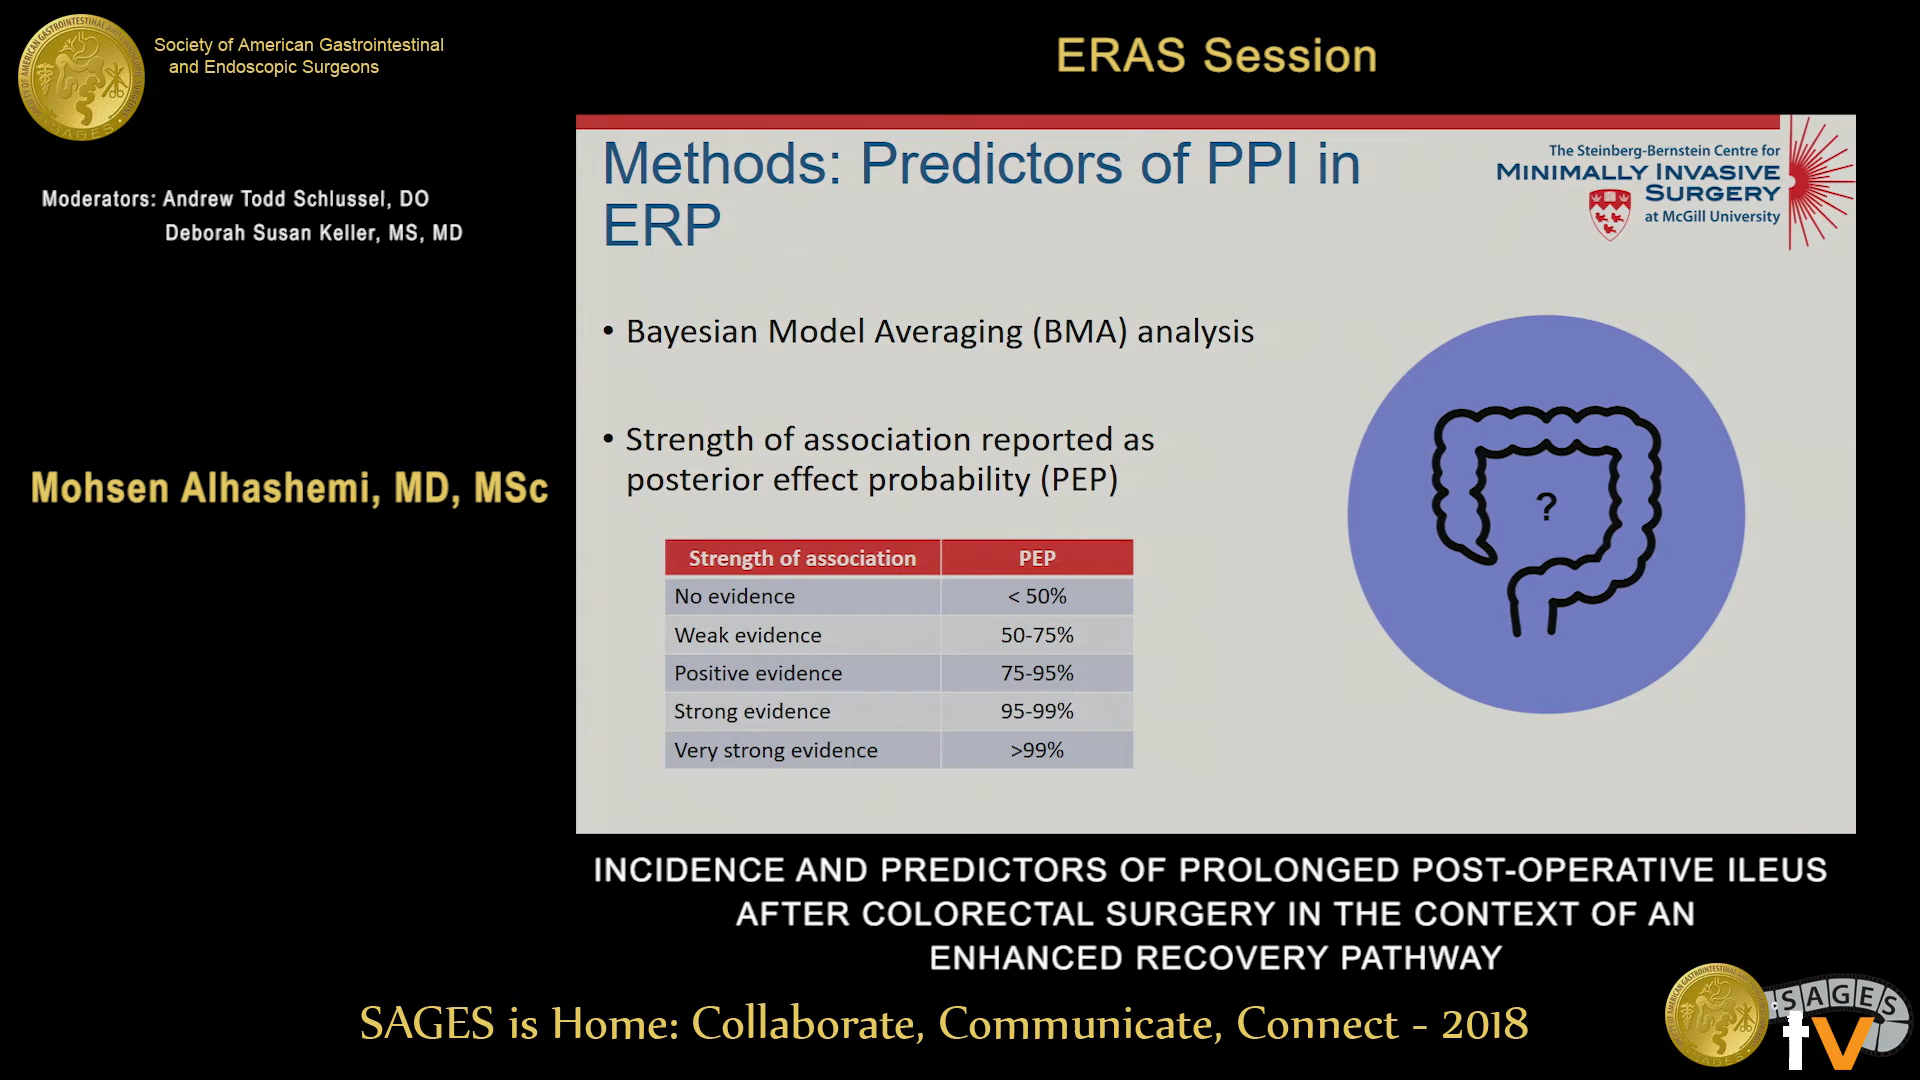 Society of American Gastrointestinal
and Endoscopic Surgeons
ERAS Session
Moderators: Andrew Todd Schlussel, DO
Deborah Susan Keller, MS, MD
Mohsen Alhashemi, MD, MSc
Methods: Predictors of PPI in
ERP
The Steinberg-Bernstein Centre for
MINIMALLY INVASIVE
SURGERY
at McGill University
• Bayesian Model Averaging (BMA) analysis
• Strength of association reported as
posterior effect probability (PEP)
Strength of association PEP
No evidence < 50%
Weak evidence 50-75%
Positive evidence 75-95%
Strong evidence 95-99%
Very strong evidence >99%
?
INCIDENCE AND PREDICTORS OF PROLONGED POST-OPERATIVE ILEUS
AFTER COLORECTAL SURGERY IN THE CONTEXT OF AN
ENHANCED RECOVERY PATHWAY
SAGES is Home: Collaborate, Communicate, Connect - 2018
SAGES
tv